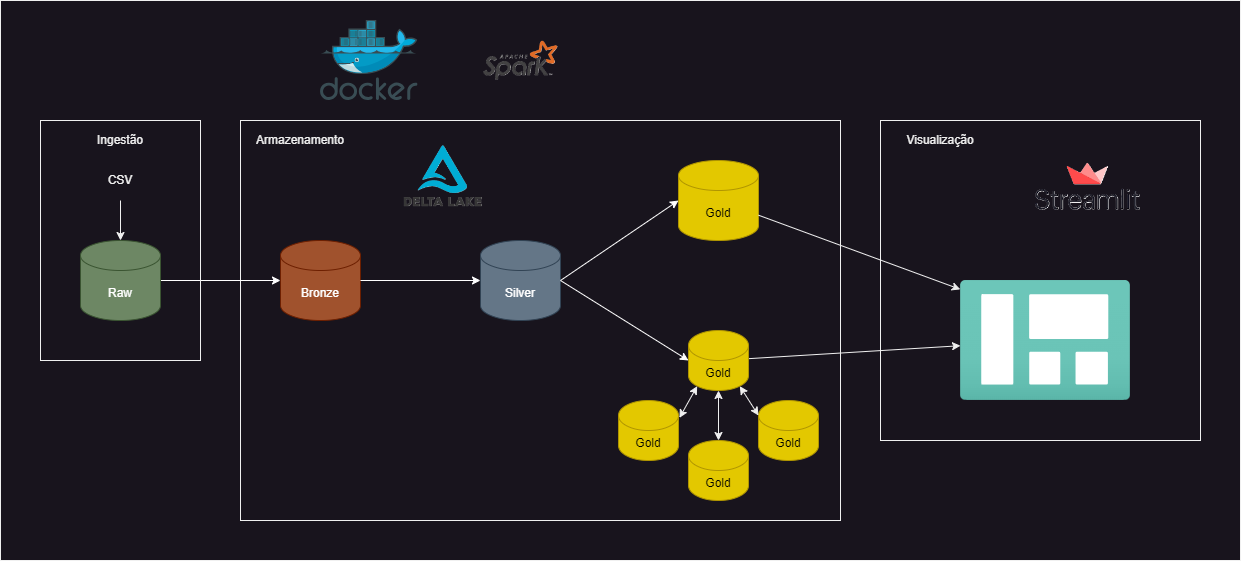 docker
APACHE
Spark
Ingestão
Armazenamento
Visualização
CSV
DELTA LAKE
Streamlit
Gold
Raw
Bronze
Silver
Gold
Gold
Gold
Gold